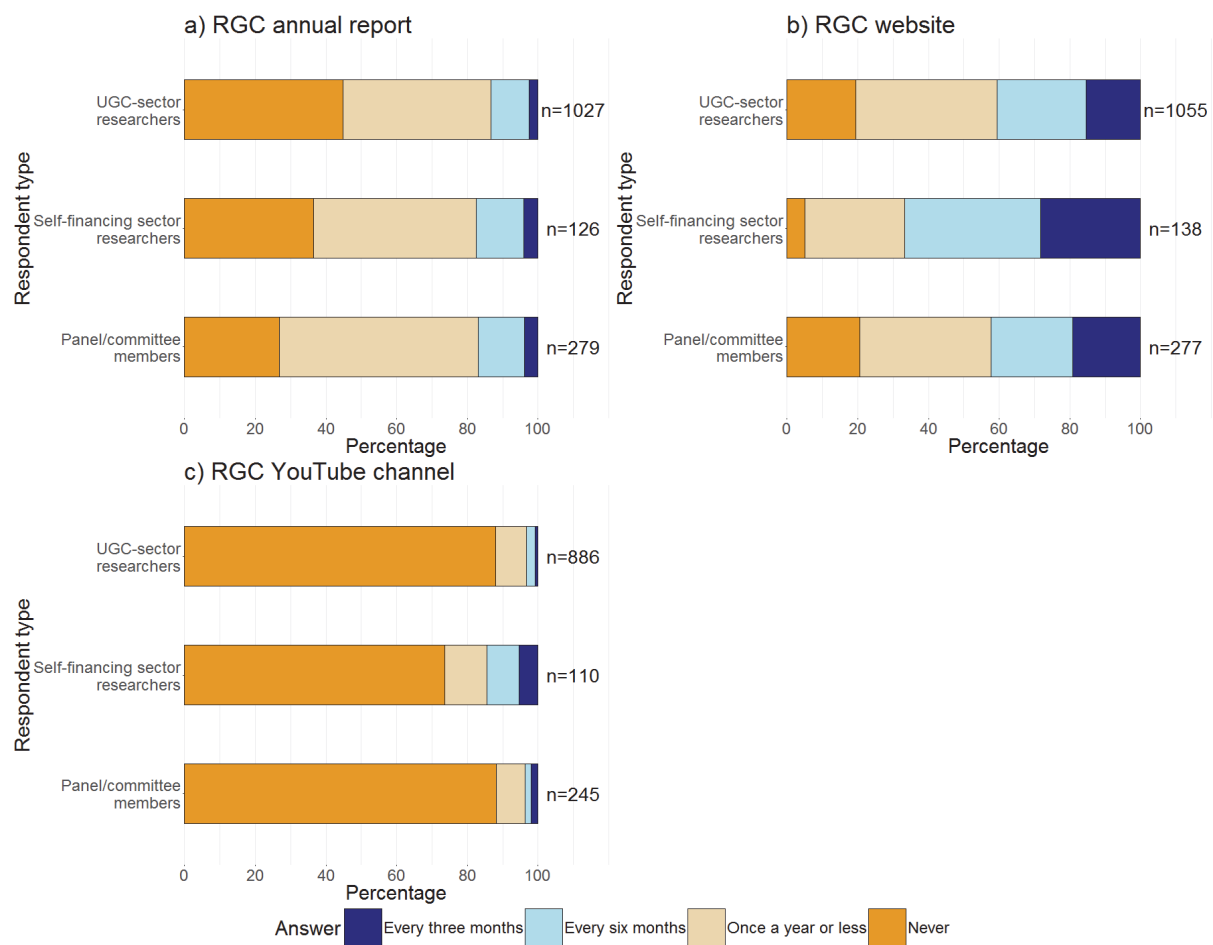 a) RGC annual report
Respondent type
UGC-sector
researchers
n=1027
Self-financing sector
researchers
n=126
Panel/committee
members
n=279
0 20 40 60 80 100
Percentage
b) RGC website
Respondent type
UGC-sector
researchers
n=1055
Self-financing sector
researchers
n=138
Panel/committee
members
n=277
0 20 40 60 80 100
Percentage
c) RGC YouTube channel
Respondent type
UGC-sector
researchers
n=886
Self-financing sector
researchers
n=110
Panel/committee
members
n=245
0 20 40 60 80 100
Percentage
Answer Every three months Every six months Once a year or less Never